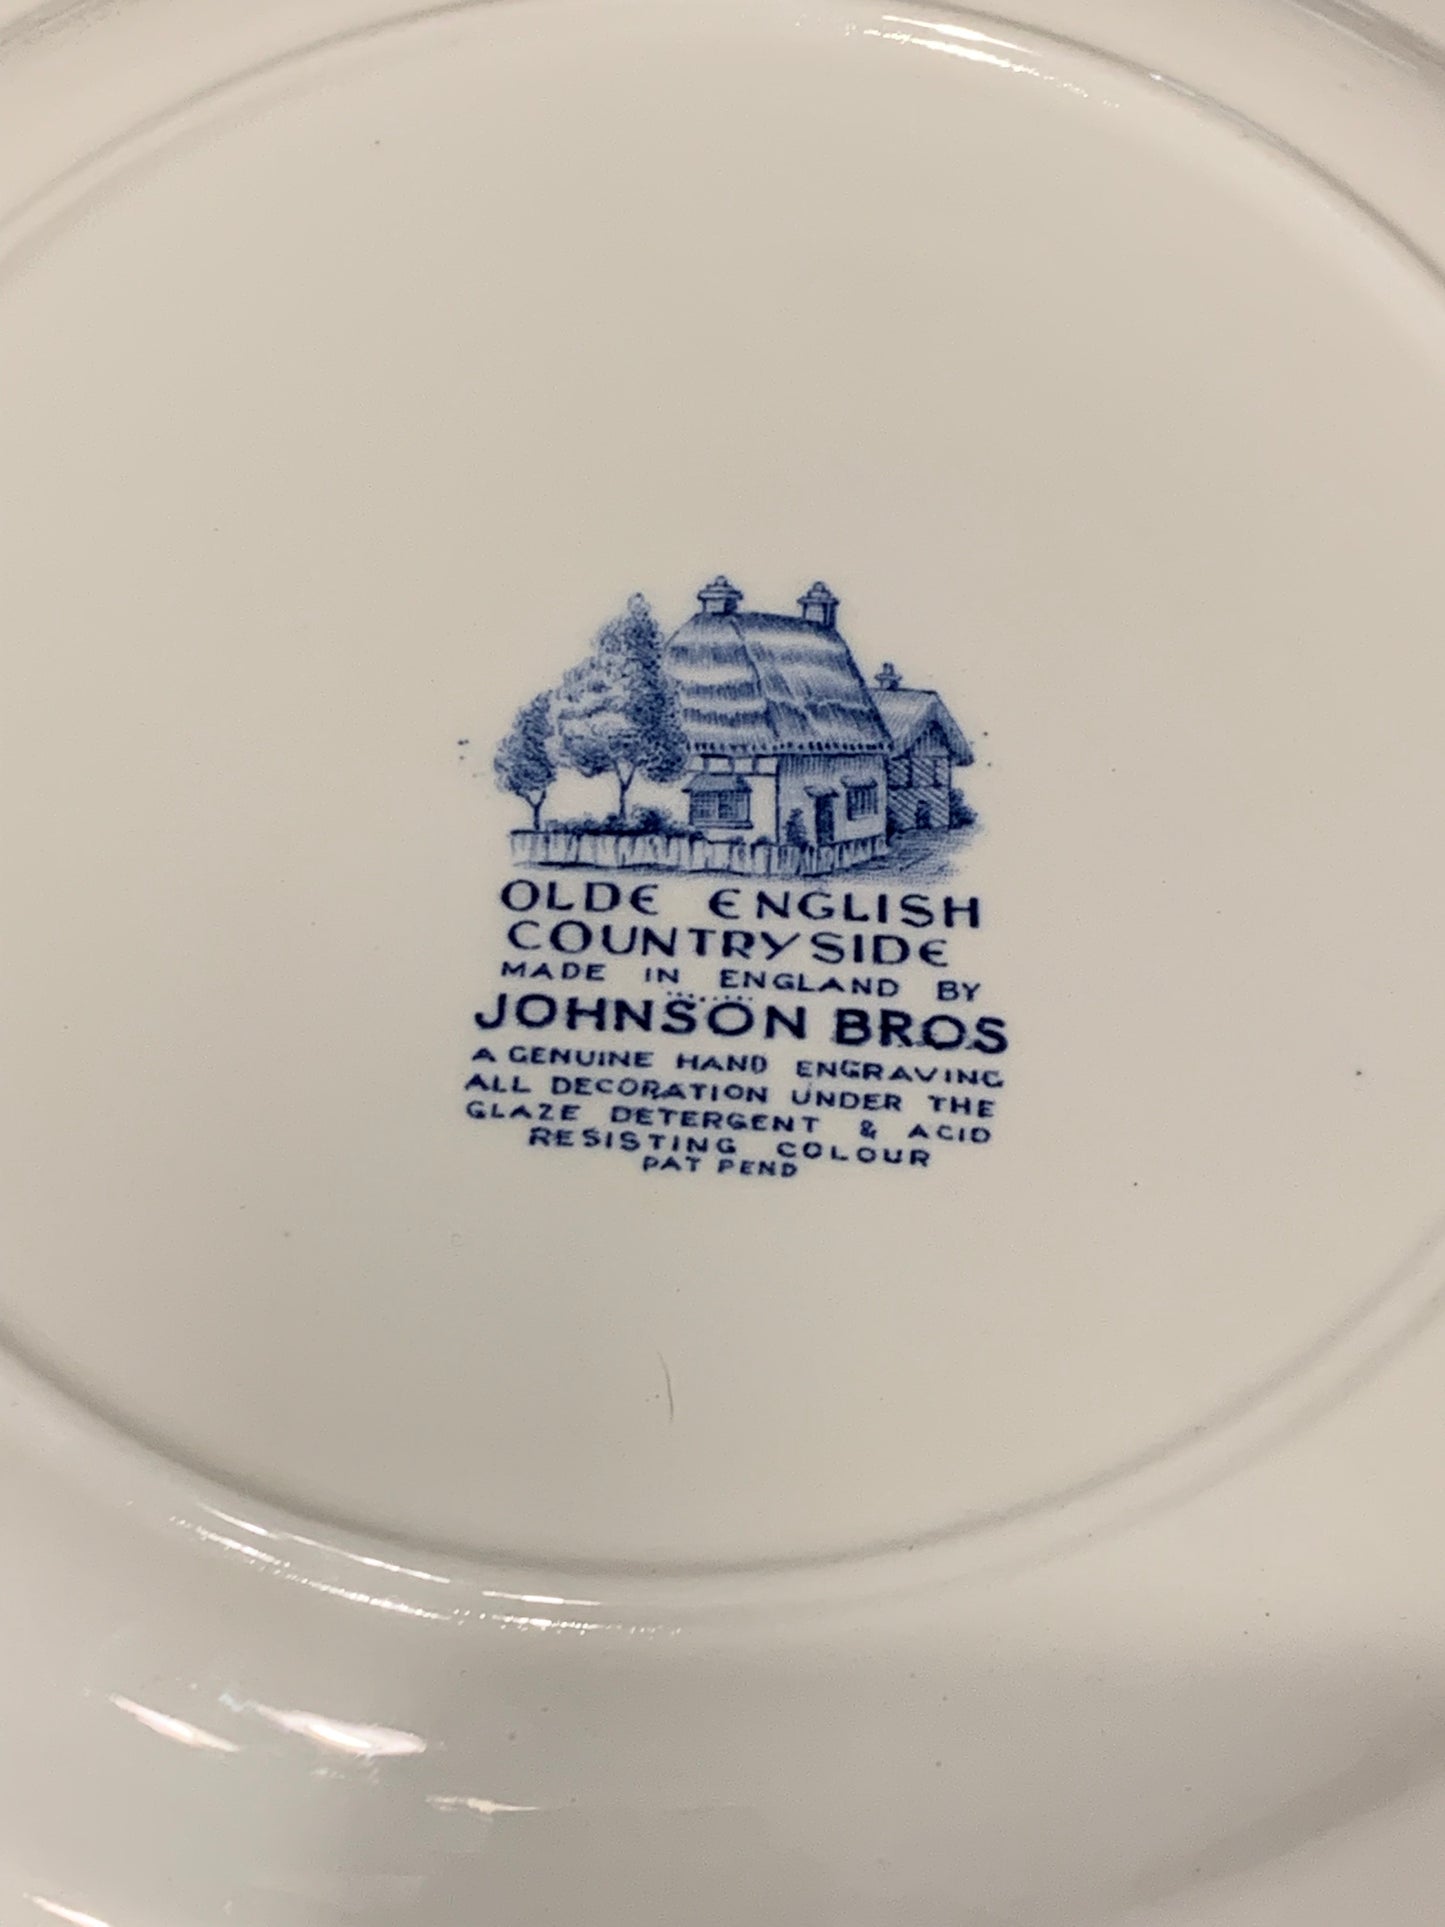 OLDE ENGLISH
COUNTRYSIDE
MADE IN ENGLAND BY
JOHNSON BROS
A GENUINE HAND ENGRAVING
ALL DECORATION UNDER THE
GLAZE DETERGENT & ACID
RESISTING COLOUR
PAT PEND